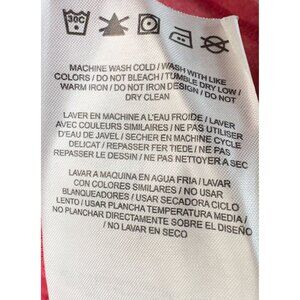 30C
MACHINE WASH COLD / WASH WITH LIKE
COLORS / DO NOT BLEACH / TUMBLE DRY LOW /
WARM IRON / DO NOT IRON DESIGN / DO NOT
DRY CLEAN
LAVER EN MACHINE A L'EAU FROIDE / LAVER
AVEC COULEURS SIMILAIRES / NE PAS UTILISER
D'EAU DE JAVEL / SECHER EN MACHINE CYCLE
DELICAT / REPASSER FER TIEDE / NE PAS
REPASSER LE DESSIN / NE PAS NETTOYER A SEC
LAVAR A MAQUINA EN AGUA FRIA / LAVAR
CON COLORES SIMILARES / NO USAR
BLANQUEADORES / USAR SECADORA CICLO
LENTO / USAR PLANCHA TEMPERATURA MEDIA /
NO PLANCHAR DIRECTAMENTE SOBRE EL DISEÑO
/ NO LAVAR EN SECO